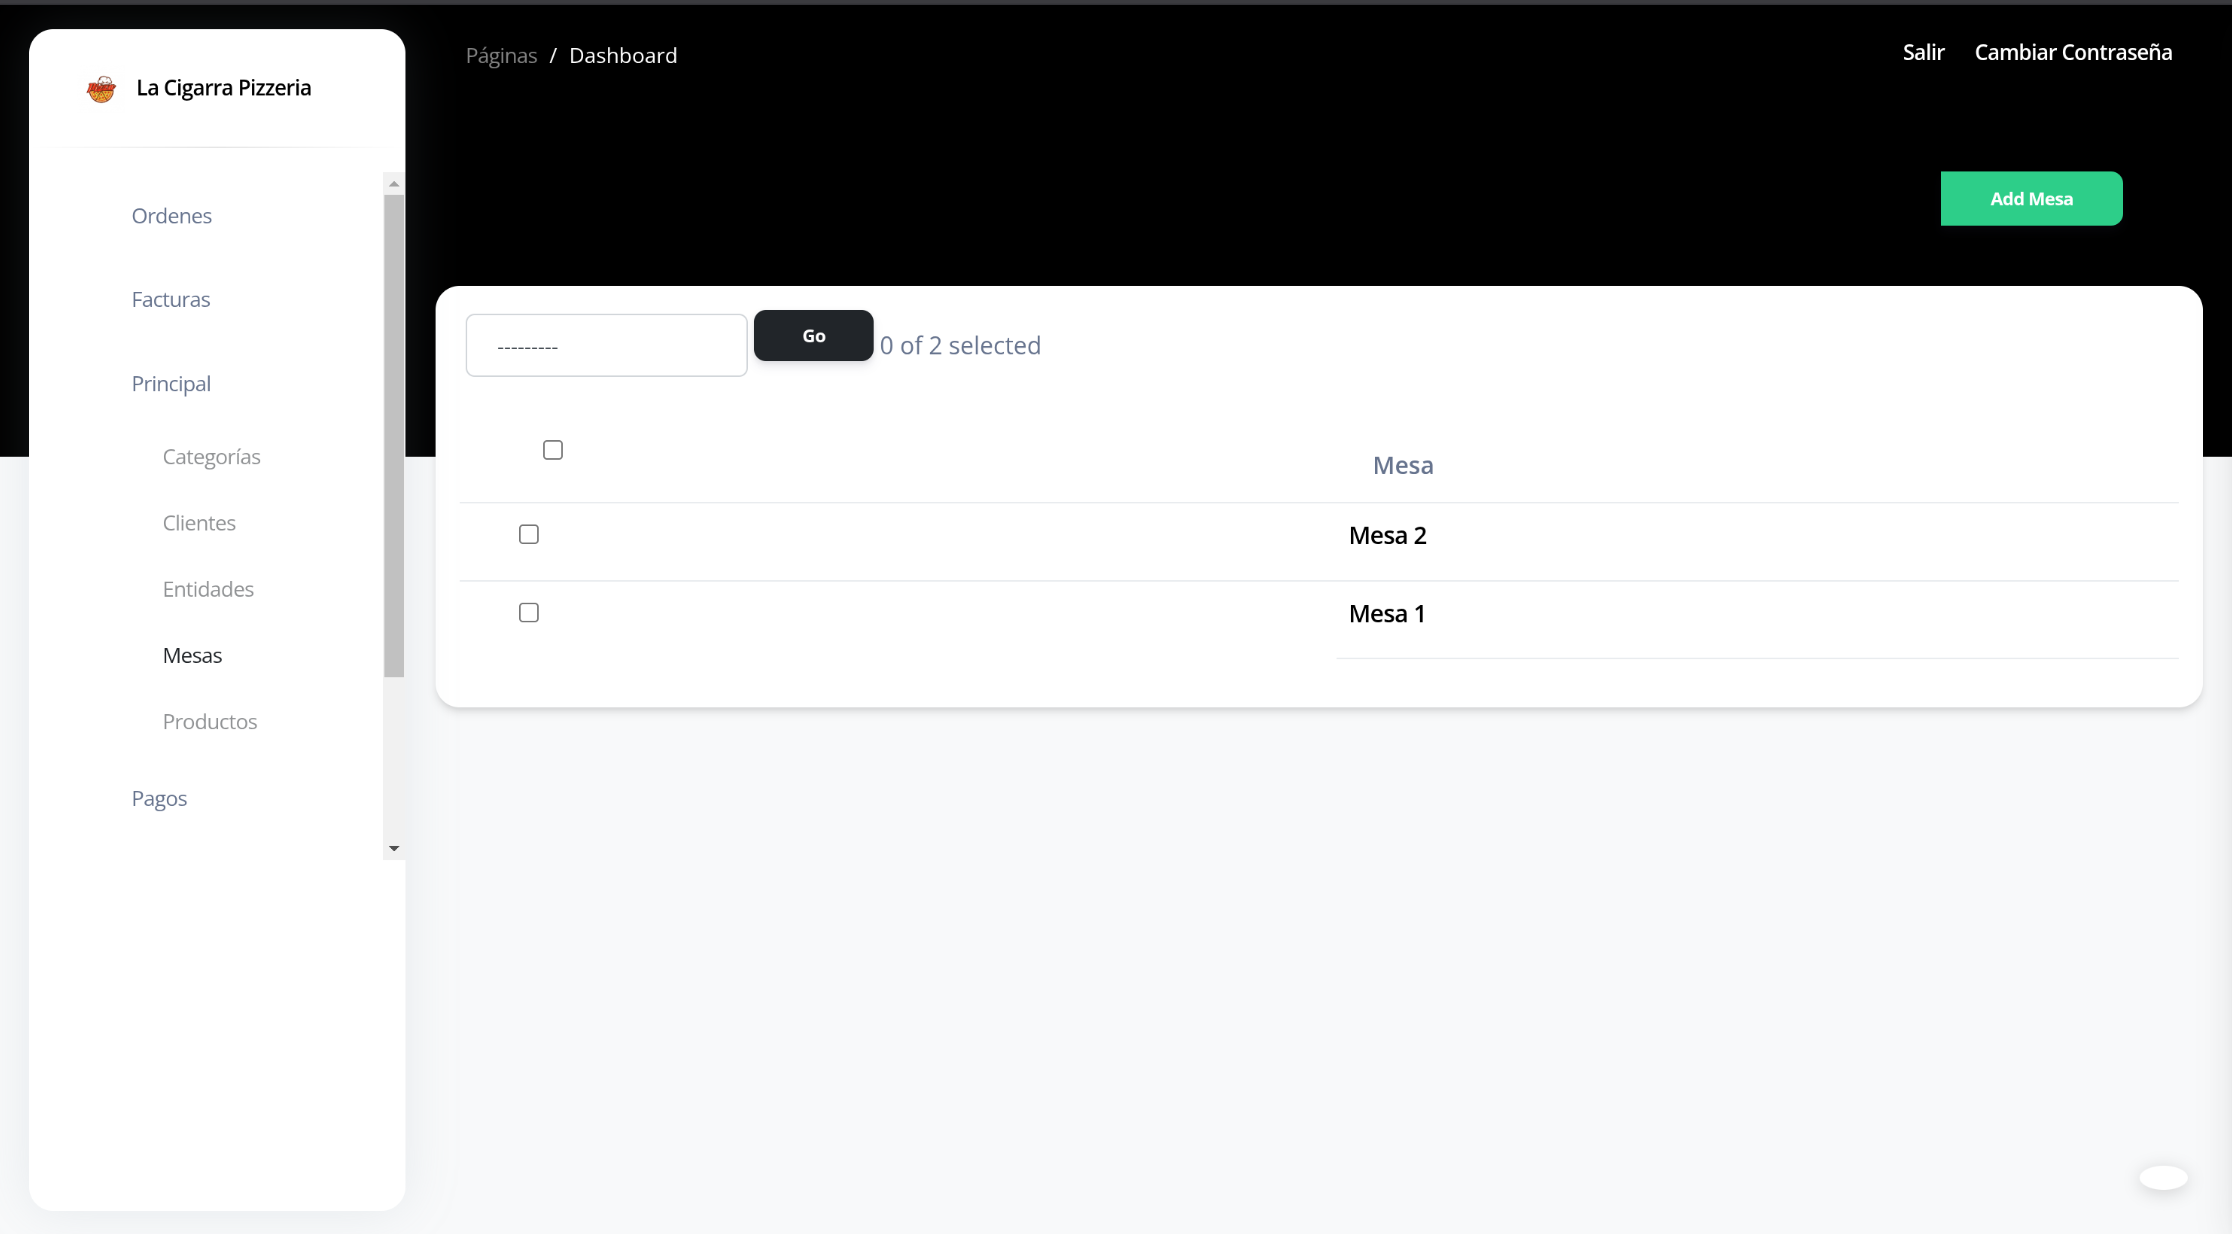 La Cigarra Pizzeria
Ordenes
Facturas
Principal
Categorías
Clientes
Entidades
Mesas
Productos
Pagos
Páginas / Dashboard
Salir Cambiar Contraseña
Add Mesa
--------- Go 0 of 2 selected
Mesa
Mesa 2
Mesa 1